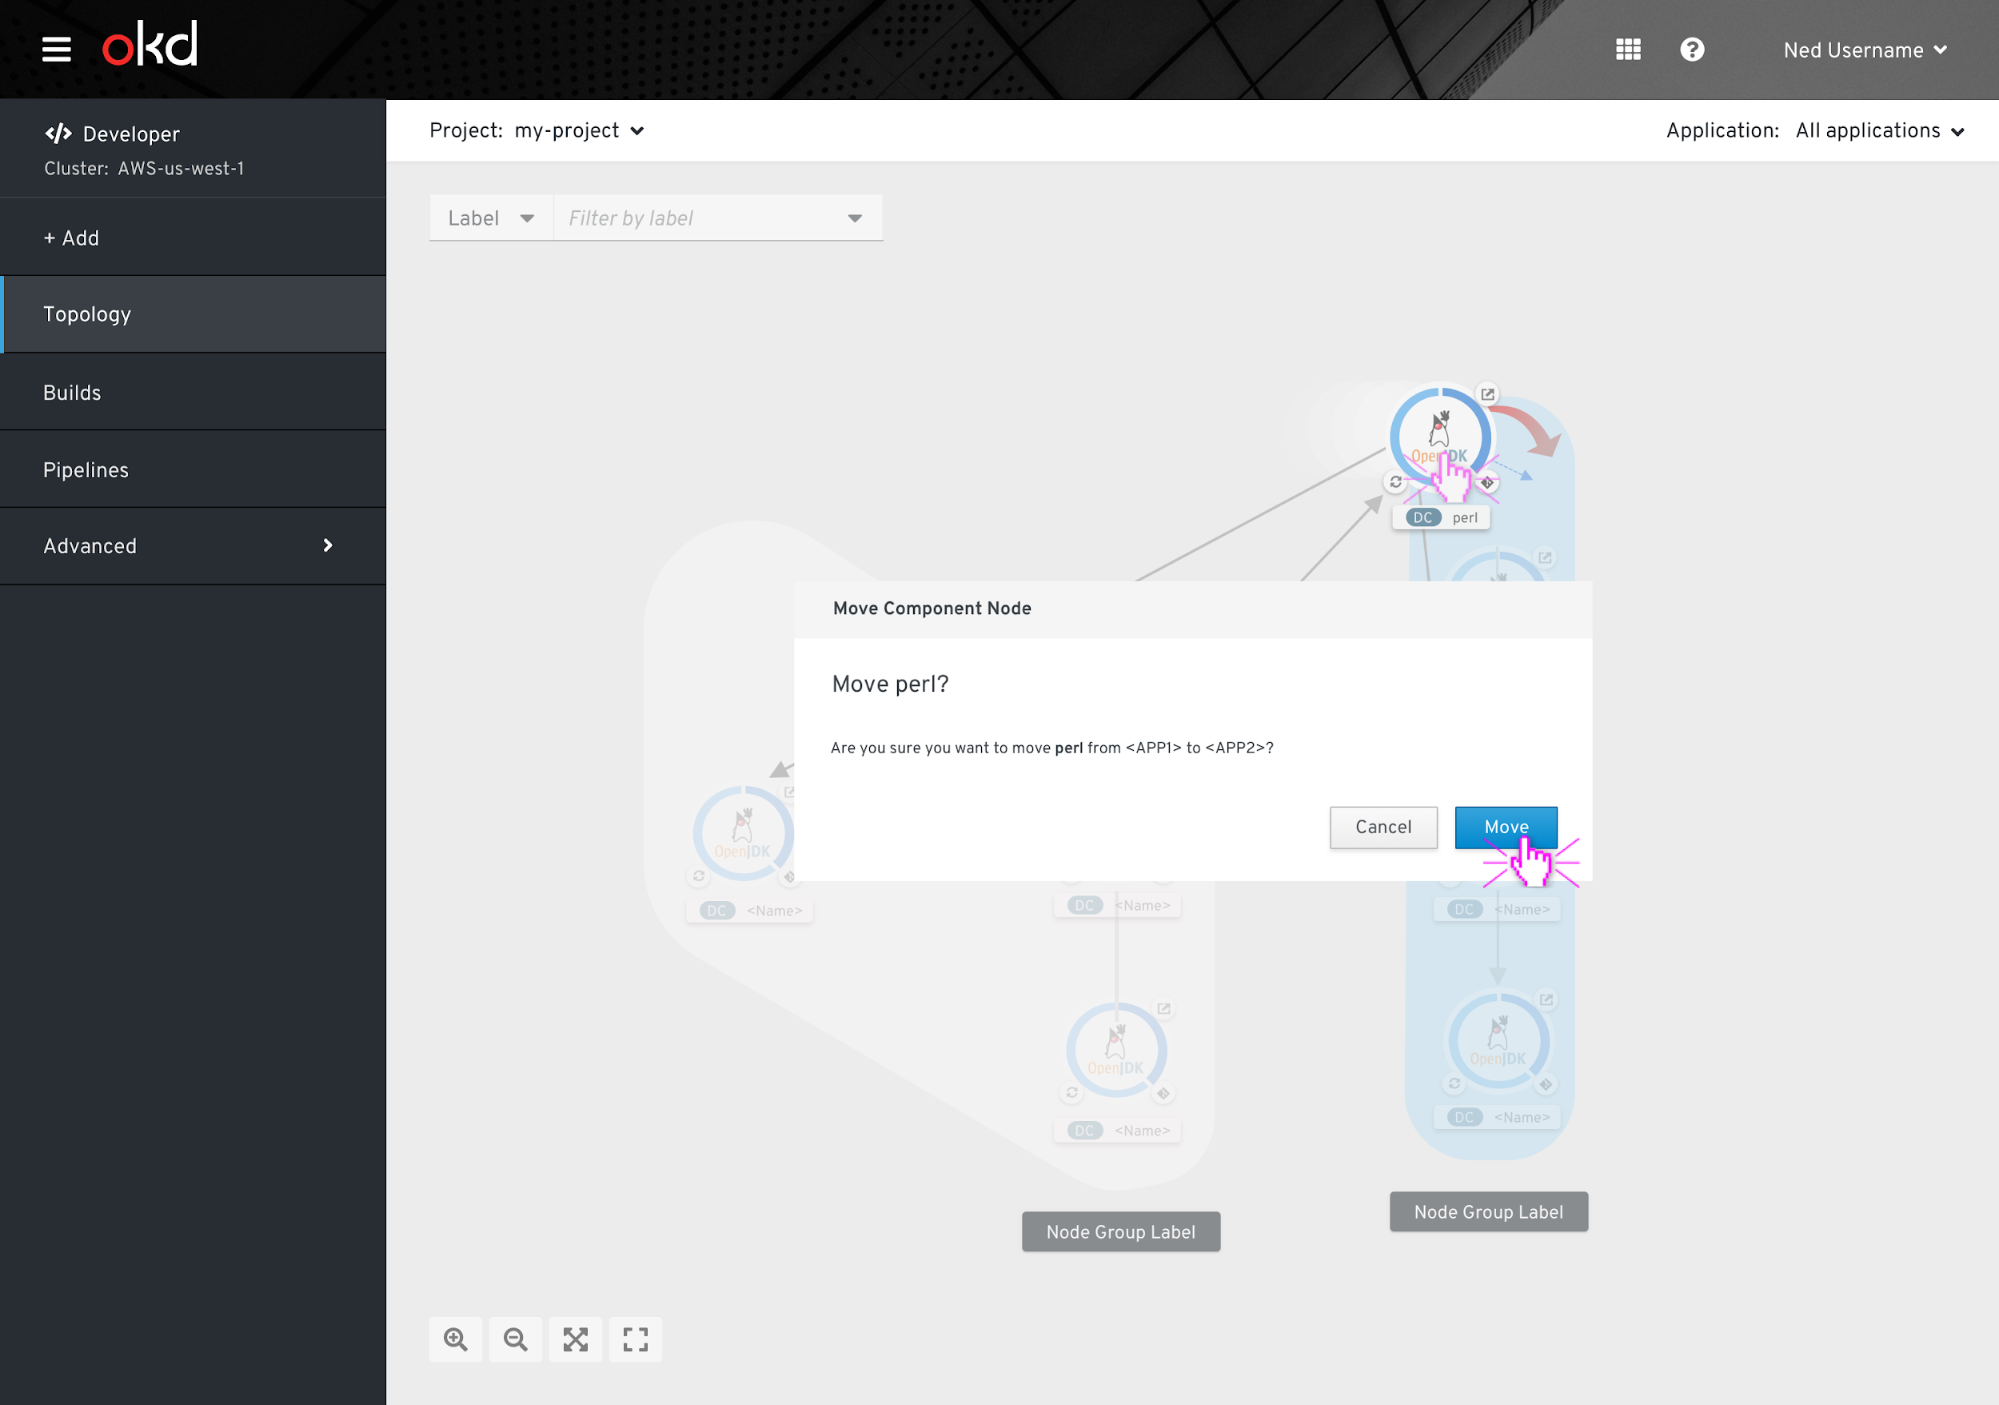 okd
Ned Username
Developer
Cluster: AWS-us-west-1
+ Add
Topology
Builds
Pipelines
Advanced
Project: my-project
Application: All applications
Label
Filter by label
OpenJDK
DC perl
Move Component Node
Move perl?
Are you sure you want to move perl from <APP1> to <APP2>?
Cancel
Move
OpenJDK
DC <Name>
DC <Name>
DC <Name>
OpenJDK
DC <Name>
OpenJDK
DC <Name>
Node Group Label
Node Group Label